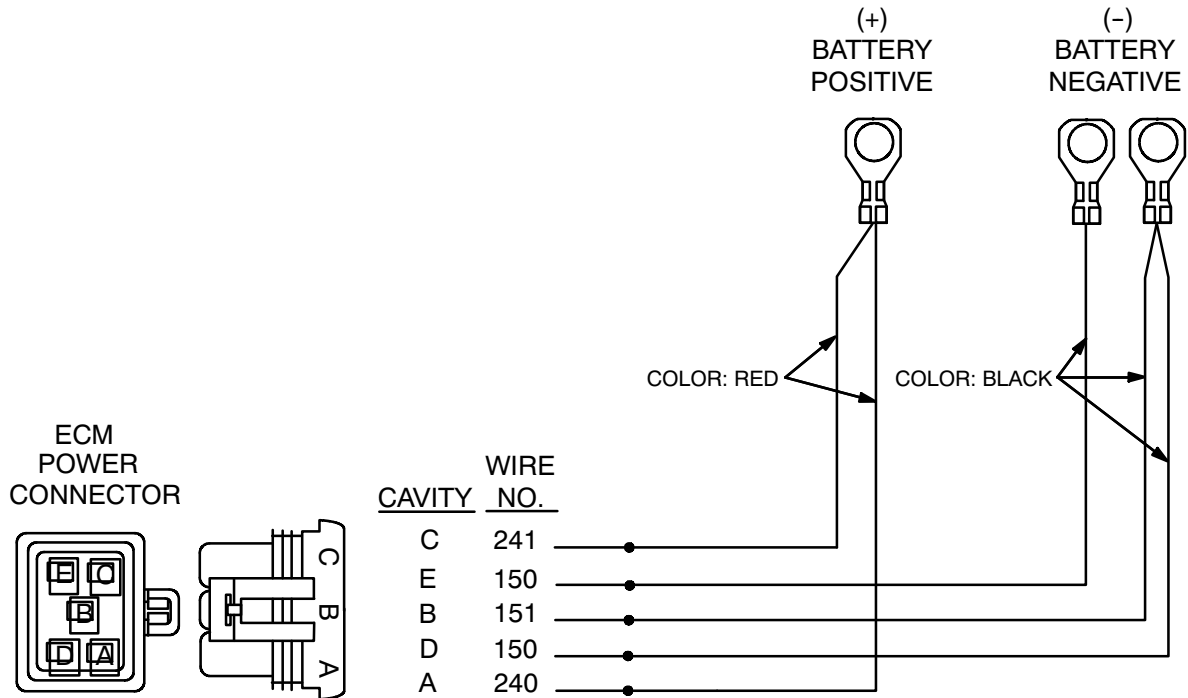 (+)
BATTERY
POSITIVE
(–)
BATTERY
NEGATIVE
COLOR: RED
COLOR: BLACK
ECM
POWER
CONNECTOR
CAVITY WIRE NO.
C 241
E 150
B 151
D 150
A 240
E C
B
D A
C
B
A